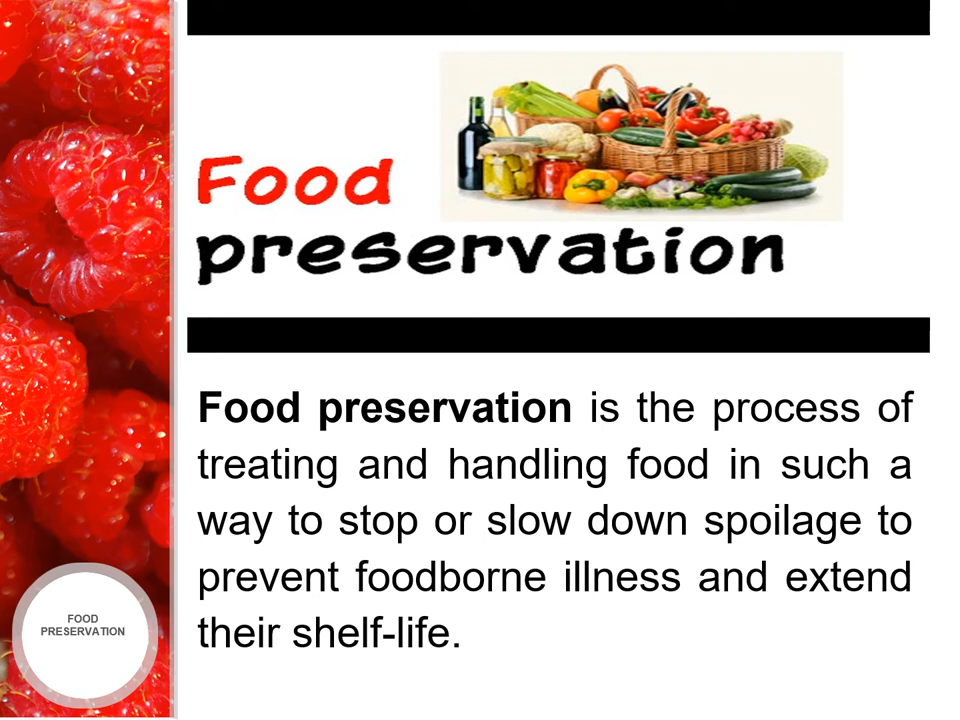 Food
preservation
Food preservation is the process of
treating and handling food in such a
way to stop or slow down spoilage to
prevent foodborne illness and extend
their shelf-life.
FOOD
PRESERVATION